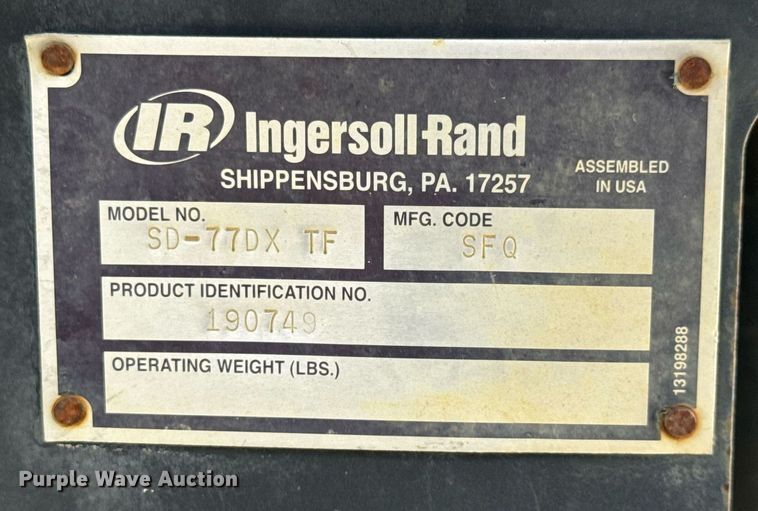 IR Ingersoll-Rand
SHIPPENSBURG, PA. 17257
ASSEMBLED
IN USA
MODEL NO.
SD-77DX TF
MFG. CODE
SFQ
PRODUCT IDENTIFICATION NO.
190749
OPERATING WEIGHT (LBS.)
13198288
Purple Wave Auction